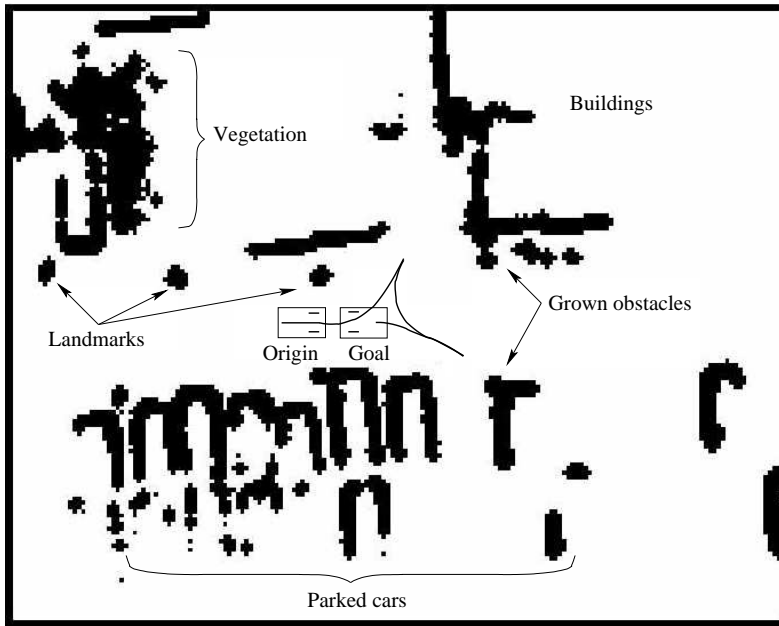 Buildings
Vegetation
Grown obstacles
Landmarks
Origin
Goal
Parked cars